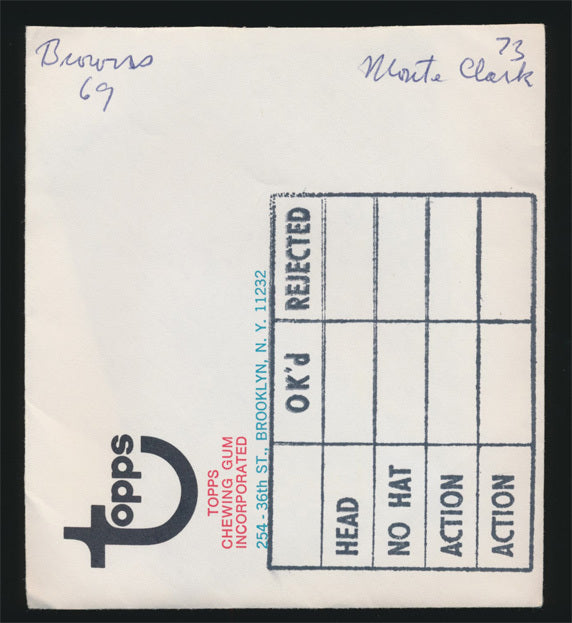 Browns
69
73
Monte Clark
topps
TOPPS
CHEWING GUM
INCORPORATED
254 - 36th ST., BROOKLYN, N. Y. 11232
OK'd REJECTED
HEAD
NO HAT
ACTION
ACTION